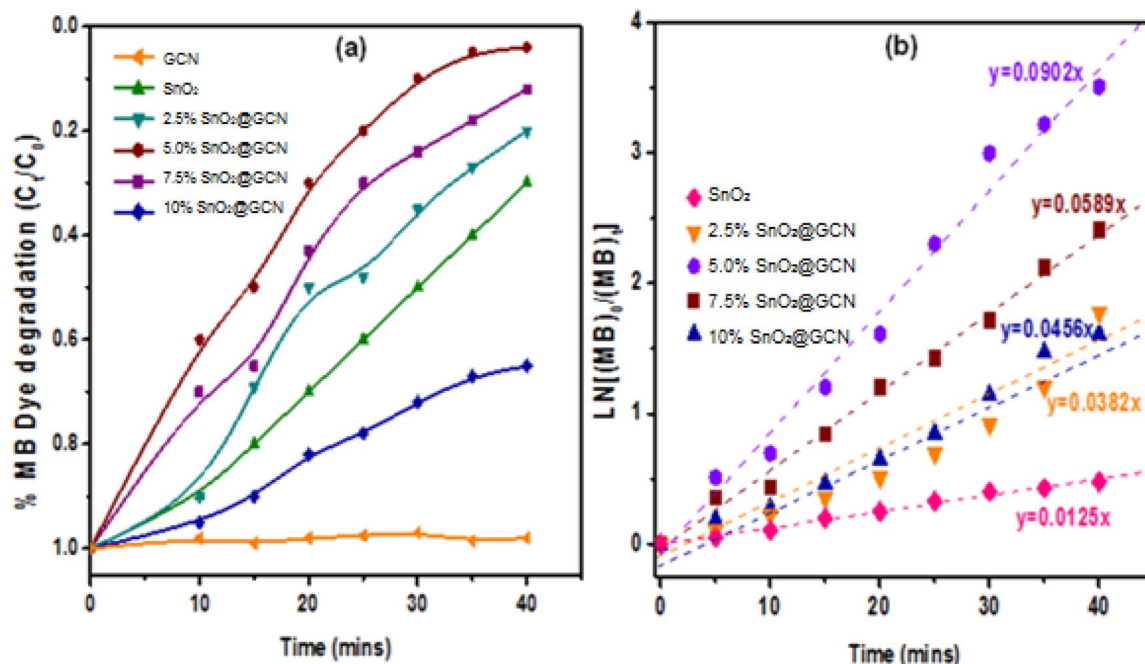 (a)
GCN
SnO₂
2.5% SnO₂@GCN
5.0% SnO₂@GCN
7.5% SnO₂@GCN
10% SnO₂@GCN
% MB Dye degradation (Cₜ/C₀)
0.0
0.2
0.4
0.6
0.8
1.0
0 10 20 30 40
Time (mins)
(b)
y=0.0902x
y=0.0589x
y=0.0456x
y=0.0382x
y=0.0125x
SnO₂
2.5% SnO₂@GCN
5.0% SnO₂@GCN
7.5% SnO₂@GCN
10% SnO₂@GCN
LN[(MB)₀/(MB)ₜ]
4
3
2
1
0
0 10 20 30 40
Time (mins)